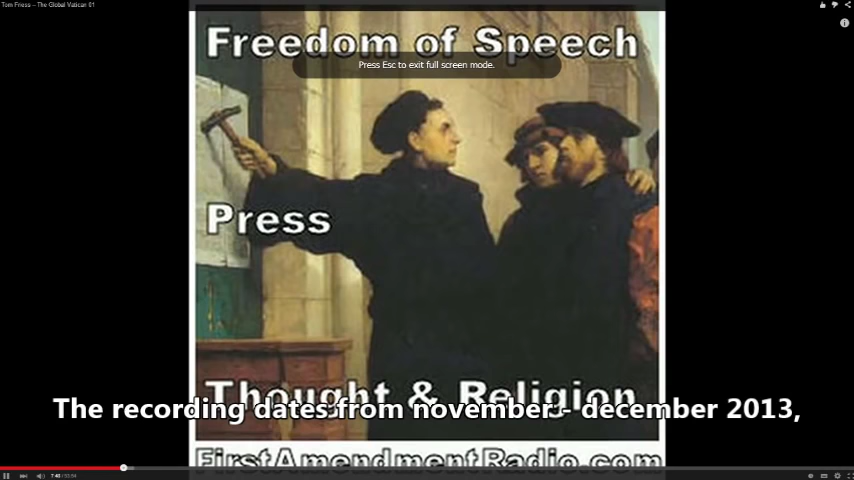 Tom Friess – The Global Vatican 01
Freedom of Speech
Press Esc to exit full screen mode.
Press
Thought & Religion
The recording dates from november - december 2013,
FirstAmendmentRadio.com